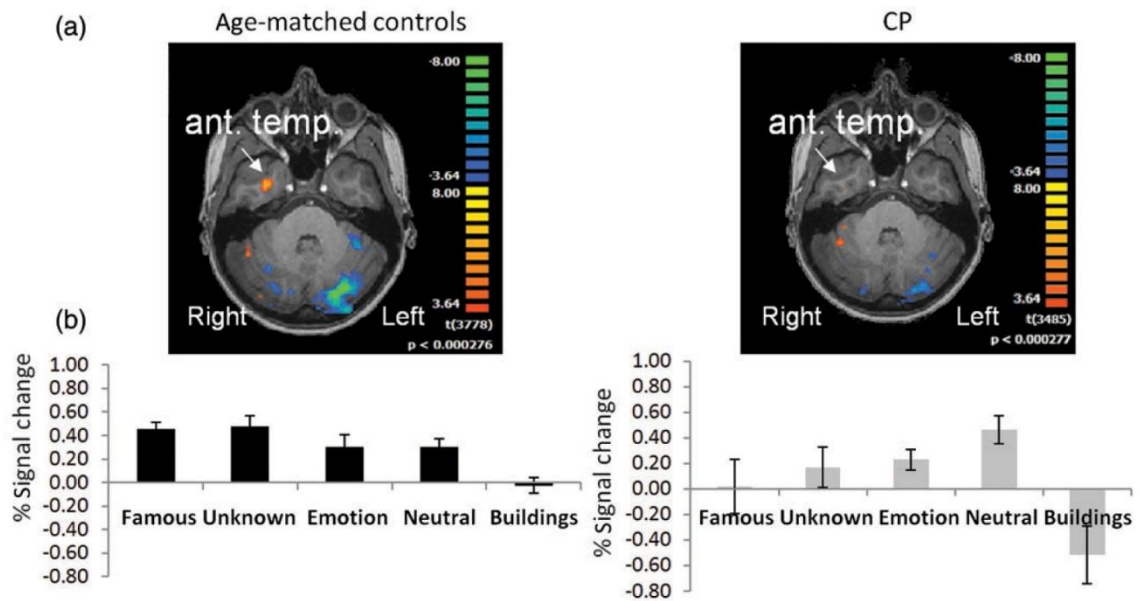 (a)
Age-matched controls
CP
ant. temp.
-8.00
-3.64
8.00
3.64
t(3778)
p < 0.000276
Right
Left
ant. temp.
-8.00
-3.64
8.00
3.64
t(3485)
p < 0.000277
Right
Left
(b)
% Signal change
1.00
0.80
0.60
0.40
0.20
0.00
-0.20
-0.40
-0.60
-0.80
Famous Unknown Emotion Neutral Buildings
% Signal change
1.00
0.80
0.60
0.40
0.20
0.00
-0.20
-0.40
-0.60
-0.80
Famous Unknown Emotion Neutral Buildings